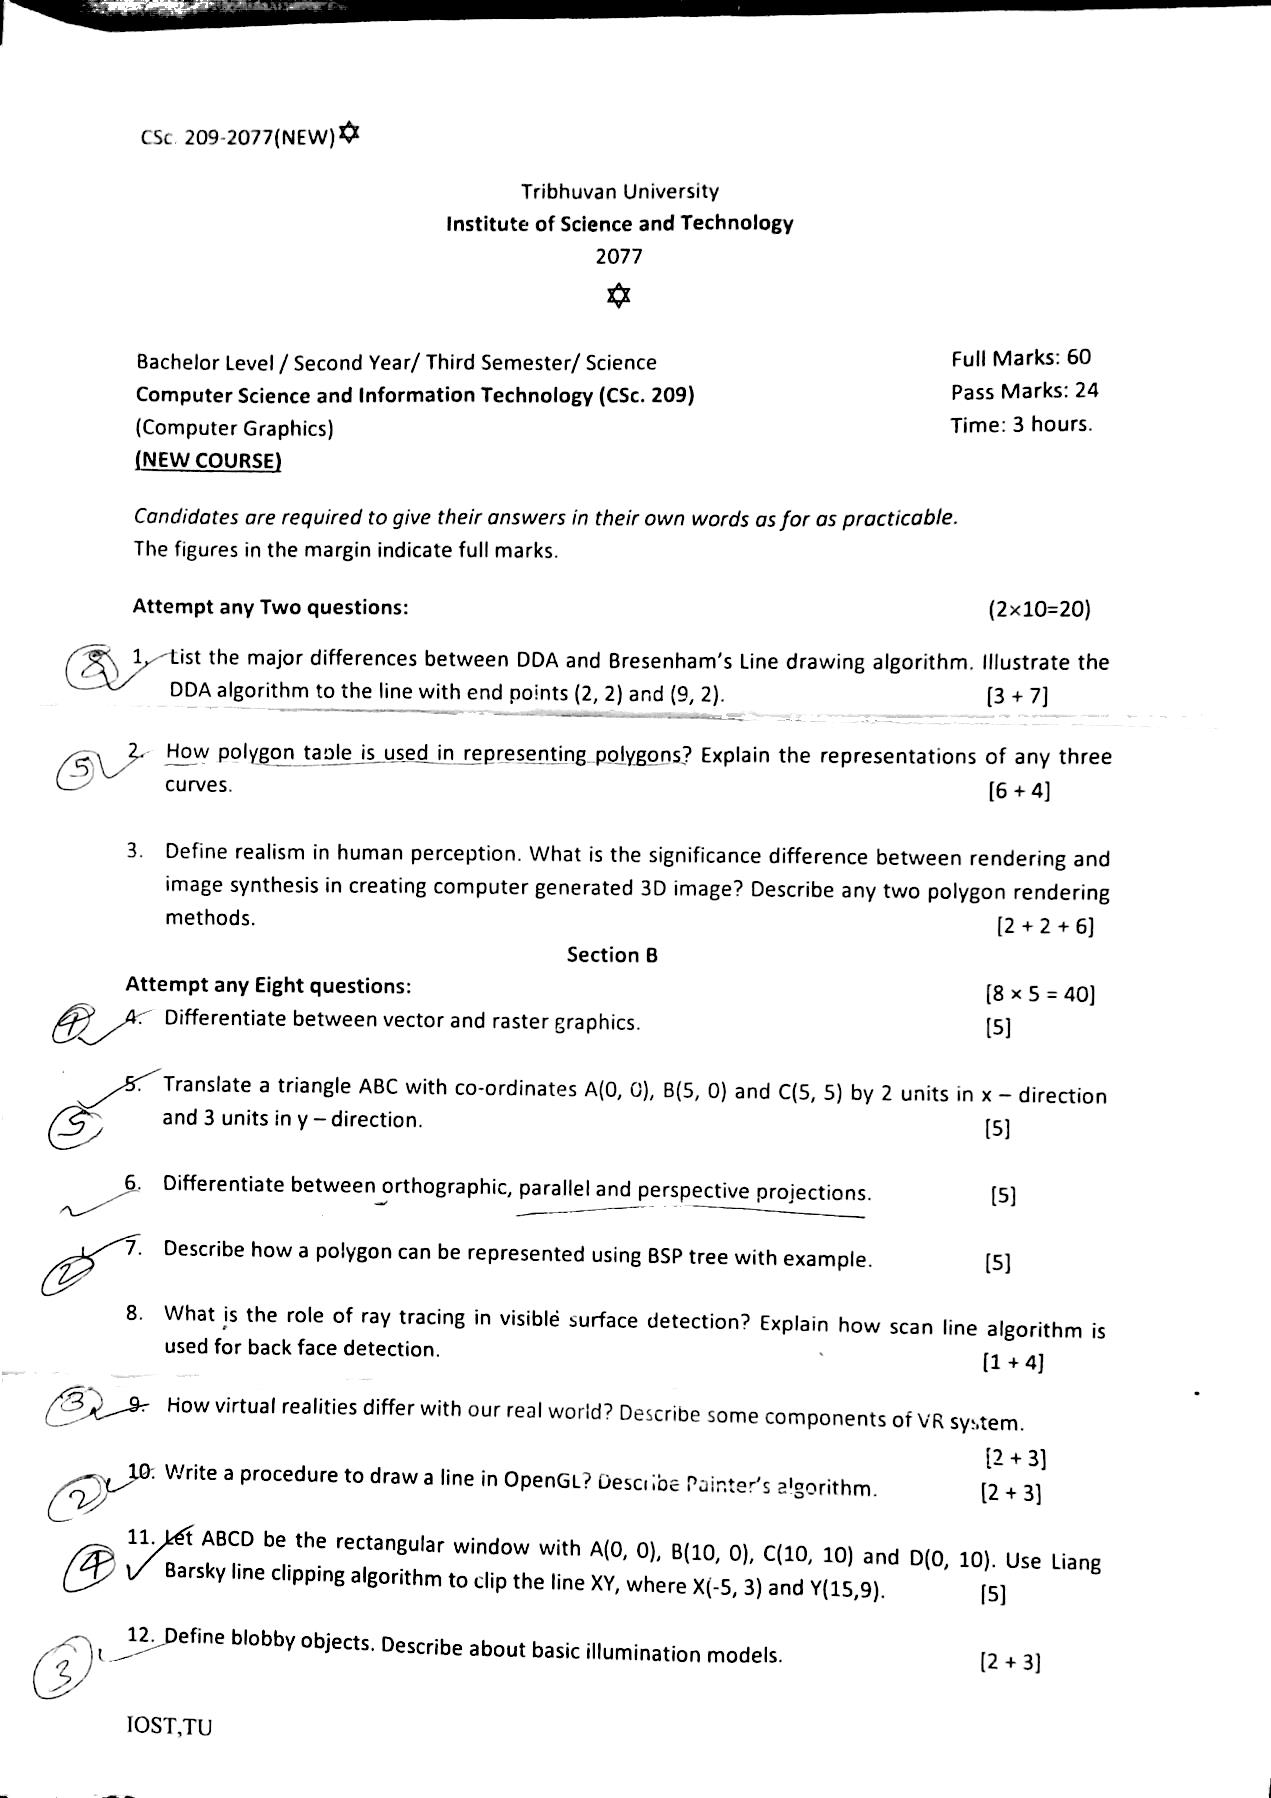 CSc. 209-2077(NEW)✡
Tribhuvan University
Institute of Science and Technology
2077
✡
Bachelor Level / Second Year/ Third Semester/ Science
Full Marks: 60
Computer Science and Information Technology (CSc. 209)
Pass Marks: 24
(Computer Graphics)
Time: 3 hours.
(NEW COURSE)
Candidates are required to give their answers in their own words as for as practicable.
The figures in the margin indicate full marks.
Attempt any Two questions: (2×10=20)
1. List the major differences between DDA and Bresenham's Line drawing algorithm. Illustrate the
DDA algorithm to the line with end points (2, 2) and (9, 2). [3 + 7]
5 2. How polygon table is used in representing polygons? Explain the representations of any three
curves. [6 + 4]
3. Define realism in human perception. What is the significance difference between rendering and
image synthesis in creating computer generated 3D image? Describe any two polygon rendering
methods. [2 + 2 + 6]
Section B
Attempt any Eight questions: [8 × 5 = 40]
4. Differentiate between vector and raster graphics. [5]
5. Translate a triangle ABC with co-ordinates A(0, 0), B(5, 0) and C(5, 5) by 2 units in x – direction
5 and 3 units in y – direction. [5]
6. Differentiate between orthographic, parallel and perspective projections. [5]
2 7. Describe how a polygon can be represented using BSP tree with example. [5]
8. What is the role of ray tracing in visible surface detection? Explain how scan line algorithm is
used for back face detection. [1 + 4]
3 9. How virtual realities differ with our real world? Describe some components of VR system.
[2 + 3]
2 10. Write a procedure to draw a line in OpenGL? Describe Painter's algorithm. [2 + 3]
11. Let ABCD be the rectangular window with A(0, 0), B(10, 0), C(10, 10) and D(0, 10). Use Liang
4 Barsky line clipping algorithm to clip the line XY, where X(-5, 3) and Y(15,9). [5]
3 12. Define blobby objects. Describe about basic illumination models. [2 + 3]
IOST,TU